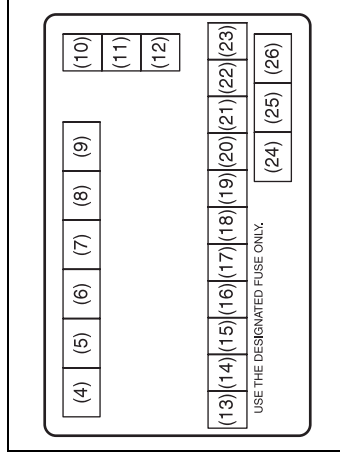 (4) (5) (6) (7) (8) (9) (10)
(11)
(12)
(13) (14) (15) (16) (17) (18) (19) (20) (21) (22) (23)
(24) (25) (26)
USE THE DESIGNATED FUSE ONLY.